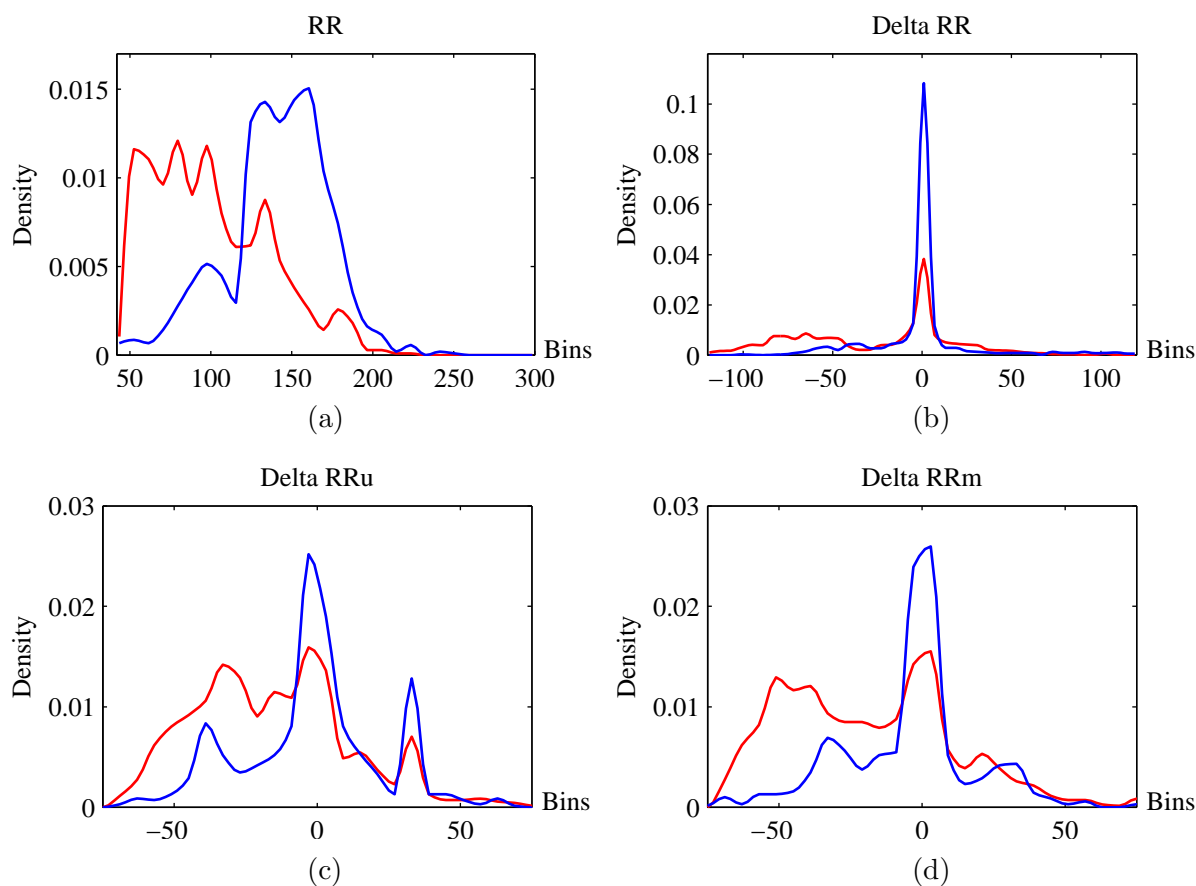 RR
Density
0.015
0.01
0.005
0
50
100
150
200
250
300
Bins
(a)
Delta RR
Density
0.1
0.08
0.06
0.04
0.02
0
−100
−50
0
50
100
Bins
(b)
Delta RRu
Density
0.03
0.02
0.01
0
−50
0
50
Bins
(c)
Delta RRm
Density
0.03
0.02
0.01
0
−50
0
50
Bins
(d)